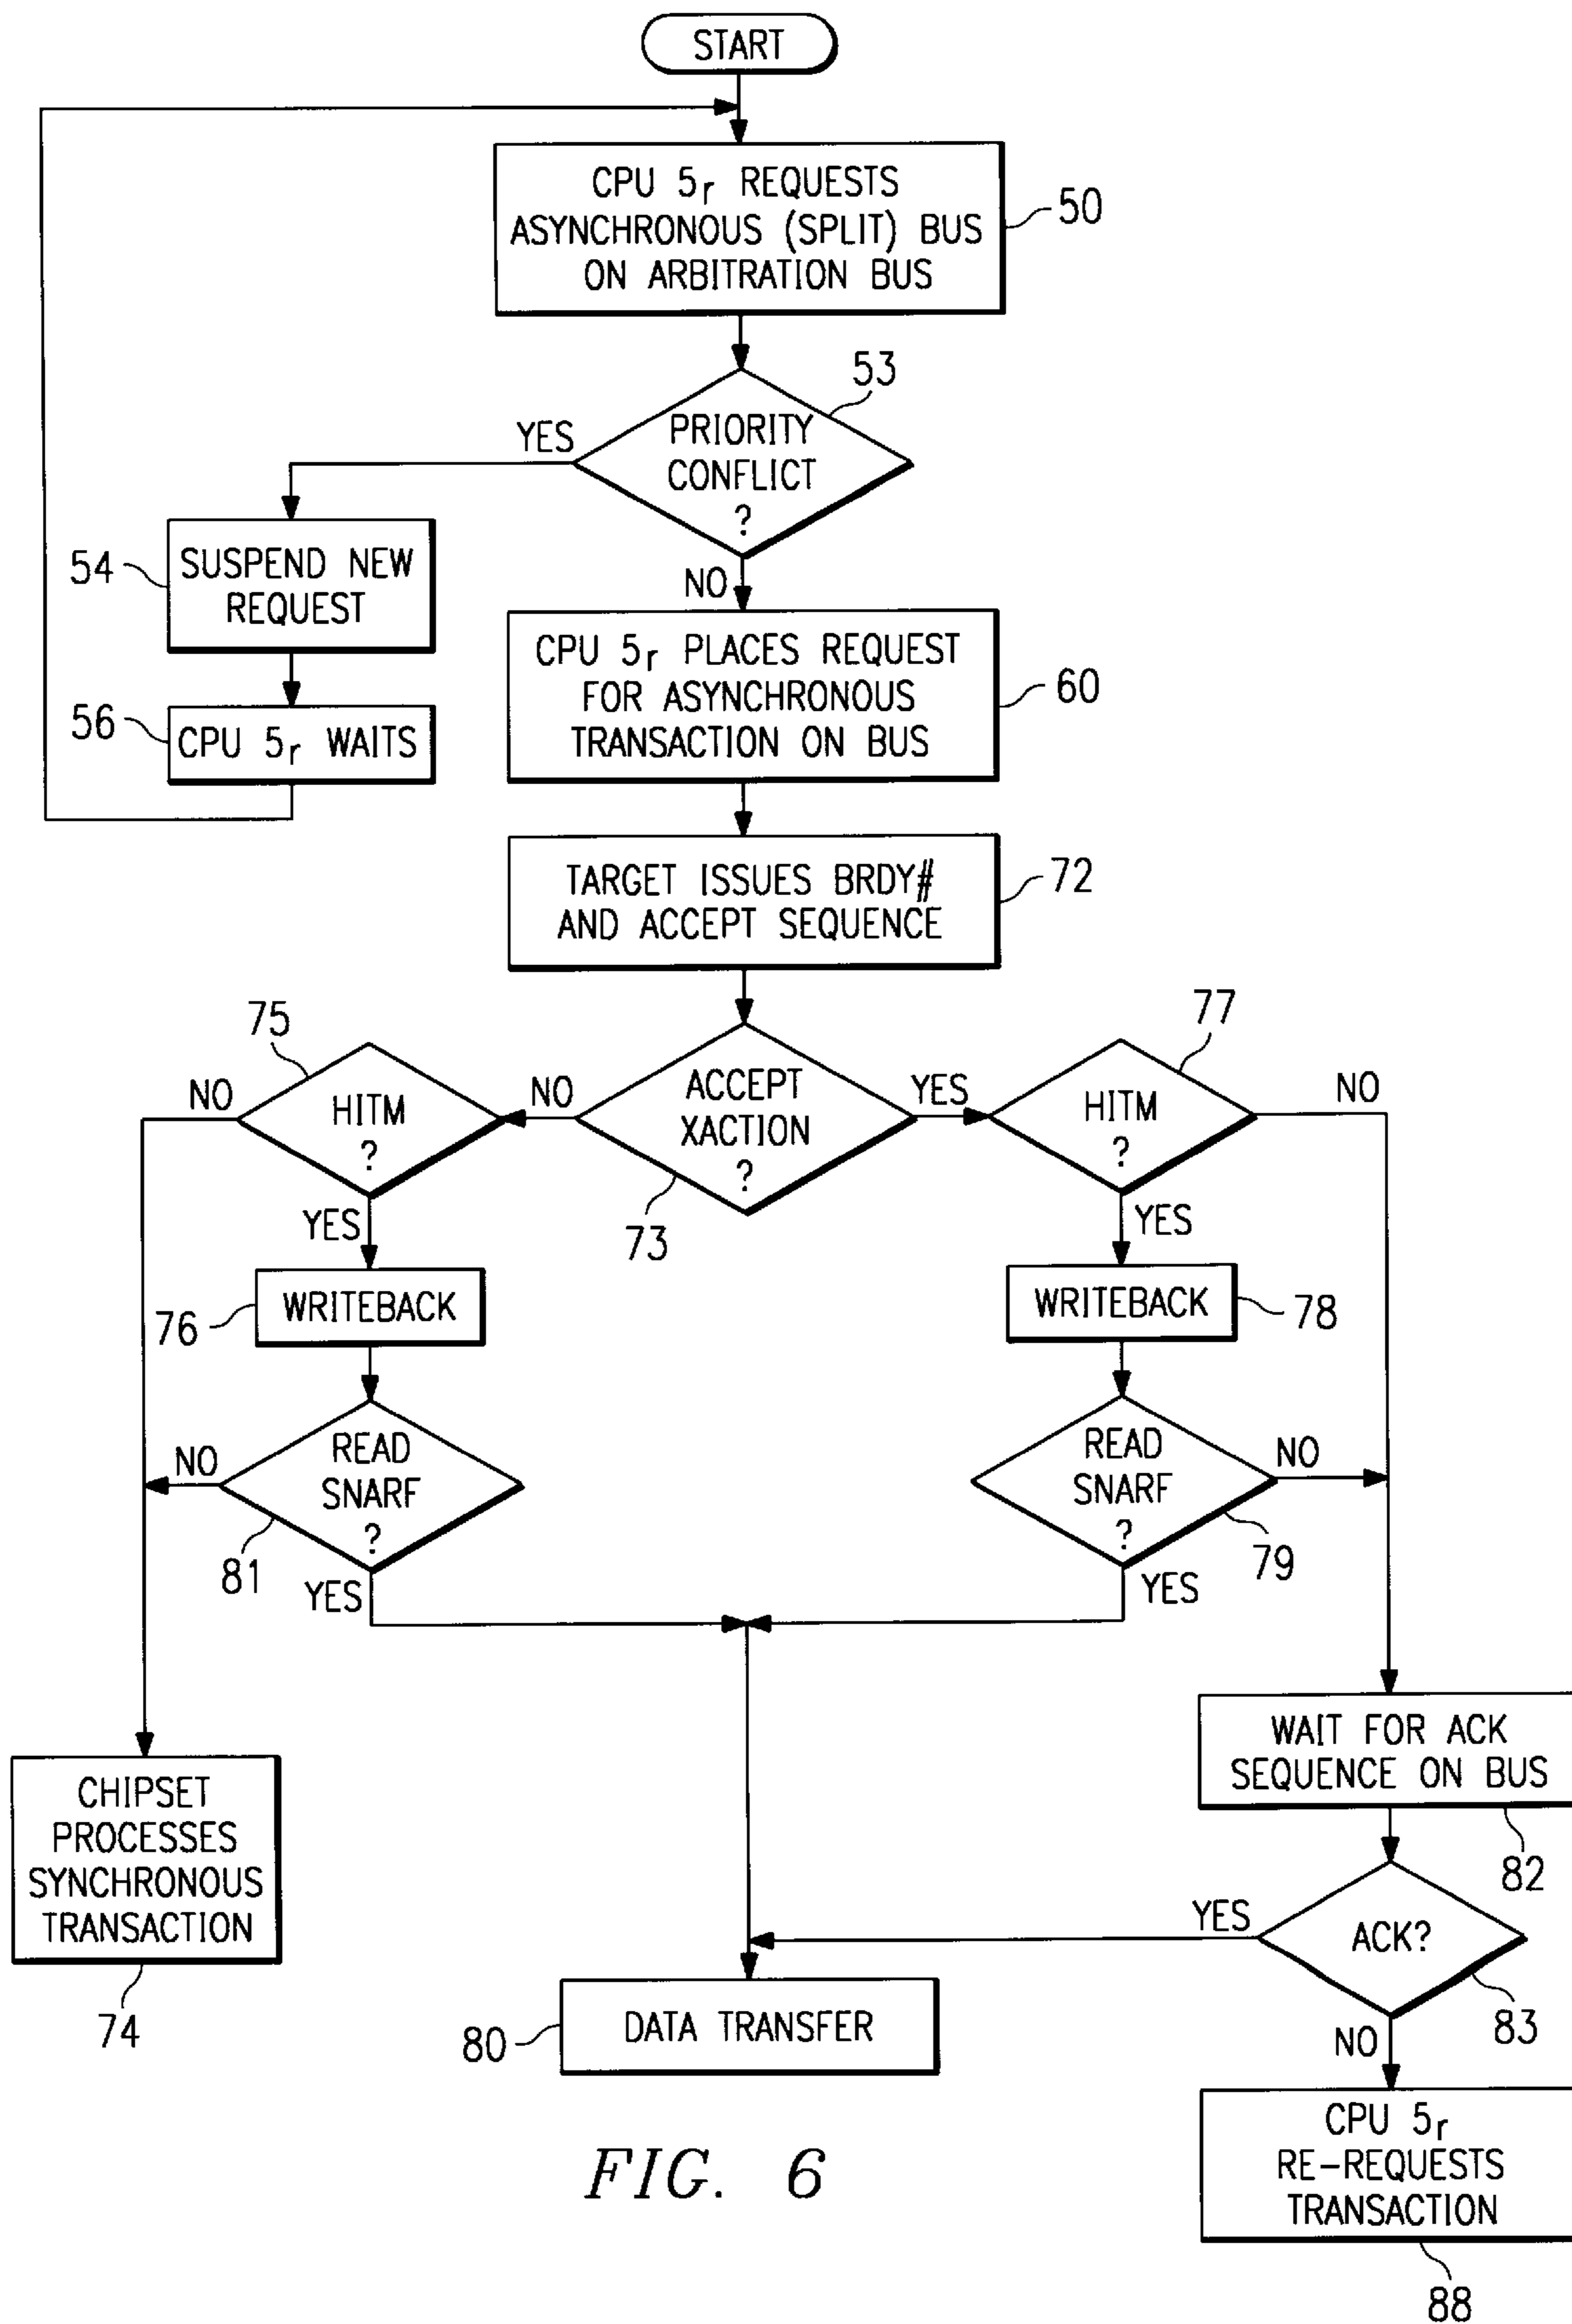 START
CPU 5r REQUESTS
ASYNCHRONOUS (SPLIT) BUS
ON ARBITRATION BUS
50
53
PRIORITY
CONFLICT
?
YES
NO
54
SUSPEND NEW
REQUEST
56
CPU 5r WAITS
CPU 5r PLACES REQUEST
FOR ASYNCHRONOUS
TRANSACTION ON BUS
60
TARGET ISSUES BRDY#
AND ACCEPT SEQUENCE
72
75
77
NO
HITM
?
NO
ACCEPT
XACTION
?
YES
HITM
?
NO
73
YES
YES
76
WRITEBACK
WRITEBACK
78
NO
READ
SNARF
?
81
YES
READ
SNARF
?
NO
79
YES
CHIPSET
PROCESSES
SYNCHRONOUS
TRANSACTION
74
WAIT FOR ACK
SEQUENCE ON BUS
82
YES
ACK?
83
NO
80
DATA TRANSFER
CPU 5r
RE-REQUESTS
TRANSACTION
88
FIG. 6